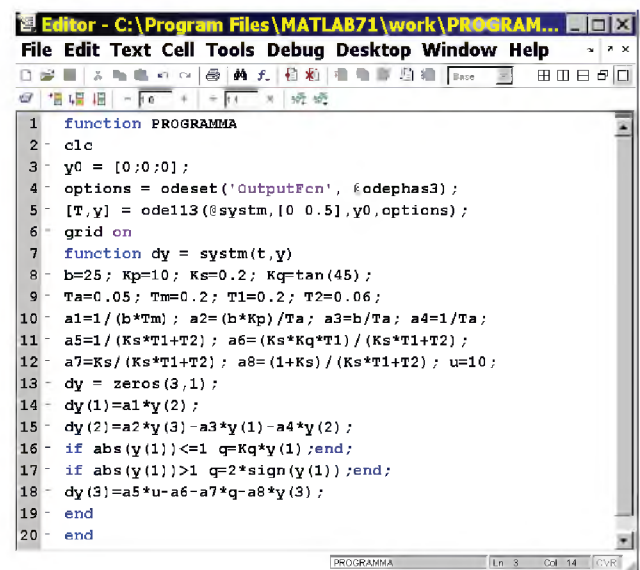 Editor - C:\Program Files\MATLAB71\work\PROGRAM...
File Edit Text Cell Tools Debug Desktop Window Help
Base
1.0 1.1
1 function PROGRAMMA
2 - clc
3 - y0 = [0;0;0];
4 - options = odeset('OutputFcn', @odephas3);
5 - [T,y] = ode113(@systm,[0 0.5],y0,options);
6 - grid on
7 function dy = systm(t,y)
8 - b=25; Kp=10; Ks=0.2; Kq=tan(45);
9 - Ta=0.05; Tm=0.2; T1=0.2; T2=0.06;
10 - a1=1/(b*Tm); a2=(b*Kp)/Ta; a3=b/Ta; a4=1/Ta;
11 - a5=1/(Ks*T1+T2); a6=(Ks*Kq*T1)/(Ks*T1+T2);
12 - a7=Ks/(Ks*T1+T2); a8=(1+Ks)/(Ks*T1+T2); u=10;
13 - dy = zeros(3,1);
14 - dy(1)=a1*y(2);
15 - dy(2)=a2*y(3)-a3*y(1)-a4*y(2);
16 - if abs(y(1))<=1 q=Kq*y(1);end;
17 - if abs(y(1))>1 q=2*sign(y(1));end;
18 - dy(3)=a5*u-a6-a7*q-a8*y(3);
19 - end
20 - end
PROGRAMMA Ln 3 Col 14 OVR